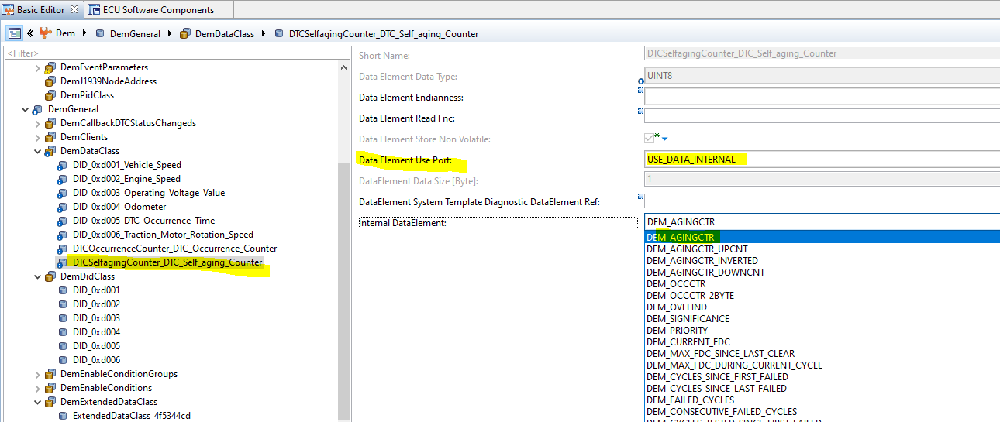 Basic Editor ECU Software Components
« Dem DemGeneral DemDataClass DTCSelfagingCounter_DTC_Self_aging_Counter
<Filter>
DemEventParameters
DemJ1939NodeAddress
DemPidClass
DemGeneral
DemCallbackDTCStatusChangeds
DemClients
DemDataClass
DID_0xd001_Vehicle_Speed
DID_0xd002_Engine_Speed
DID_0xd003_Operating_Voltage_Value
DID_0xd004_Odometer
DID_0xd005_DTC_Occurrence_Time
DID_0xd006_Traction_Motor_Rotation_Speed
DTCOccurrenceCounter_DTC_Occurrence_Counter
DTCSelfagingCounter_DTC_Self_aging_Counter
DemDidClass
DID_0xd001
DID_0xd002
DID_0xd003
DID_0xd004
DID_0xd005
DID_0xd006
DemEnableConditionGroups
DemEnableConditions
DemExtendedDataClass
ExtendedDataClass_4f5344cd
Short Name: DTCSelfagingCounter_DTC_Self_aging_Counter
Data Element Data Type: UINT8
Data Element Endianness:
Data Element Read Fnc:
Data Element Store Non Volatile:
Data Element Use Port: USE_DATA_INTERNAL
DataElement Data Size [Byte]: 1
DataElement System Template Diagnostic DataElement Ref:
Internal DataElement: DEM_AGINGCTR
DEM_AGINGCTR
DEM_AGINGCTR_UPCNT
DEM_AGINGCTR_INVERTED
DEM_AGINGCTR_DOWNCNT
DEM_OCCCTR
DEM_OCCCTR_2BYTE
DEM_OVFLIND
DEM_SIGNIFICANCE
DEM_PRIORITY
DEM_CURRENT_FDC
DEM_MAX_FDC_SINCE_LAST_CLEAR
DEM_MAX_FDC_DURING_CURRENT_CYCLE
DEM_CYCLES_SINCE_FIRST_FAILED
DEM_CYCLES_SINCE_LAST_FAILED
DEM_FAILED_CYCLES
DEM_CONSECUTIVE_FAILED_CYCLES
DEM_CYCLES_TESTED_SINCE_FIRST_FAILED